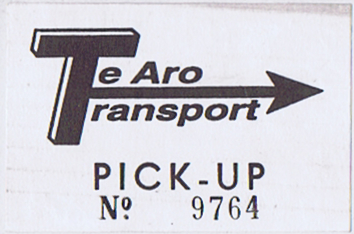 Te Aro
Transport
PICK-UP
Nº 9764